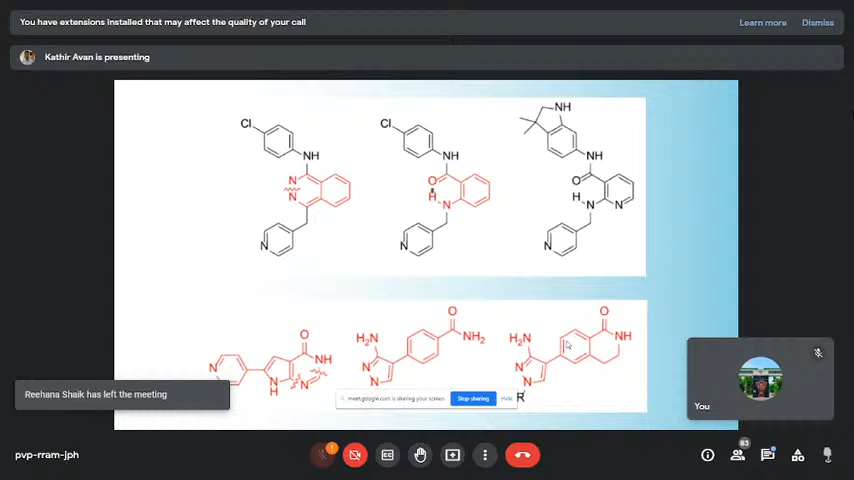 You have extensions installed that may affect the quality of your call
Learn more
Dismiss
Kathir Avan is presenting
Cl
Cl
NH
NH
NH
NH
N
N
O
H
N
O
H
N
N
N
N
N
O
NH
N
H
N
N
H2N
N
N
H
O
NH2
H2N
N
N
O
NH
R
Reehana Shaik has left the meeting
meet.google.com is sharing your screen.
Stop sharing
Hide
You
pvp-rram-jph
CC
83